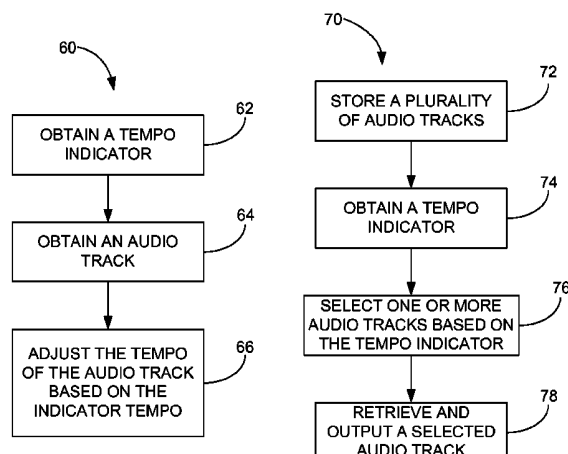 60
62
OBTAIN A TEMPO
INDICATOR
64
OBTAIN AN AUDIO
TRACK
66
ADJUST THE TEMPO
OF THE AUDIO TRACK
BASED ON THE
INDICATOR TEMPO
70
72
STORE A PLURALITY
OF AUDIO TRACKS
74
OBTAIN A TEMPO
INDICATOR
76
SELECT ONE OR MORE
AUDIO TRACKS BASED ON
THE TEMPO INDICATOR
78
RETRIEVE AND
OUTPUT A SELECTED
AUDIO TRACK